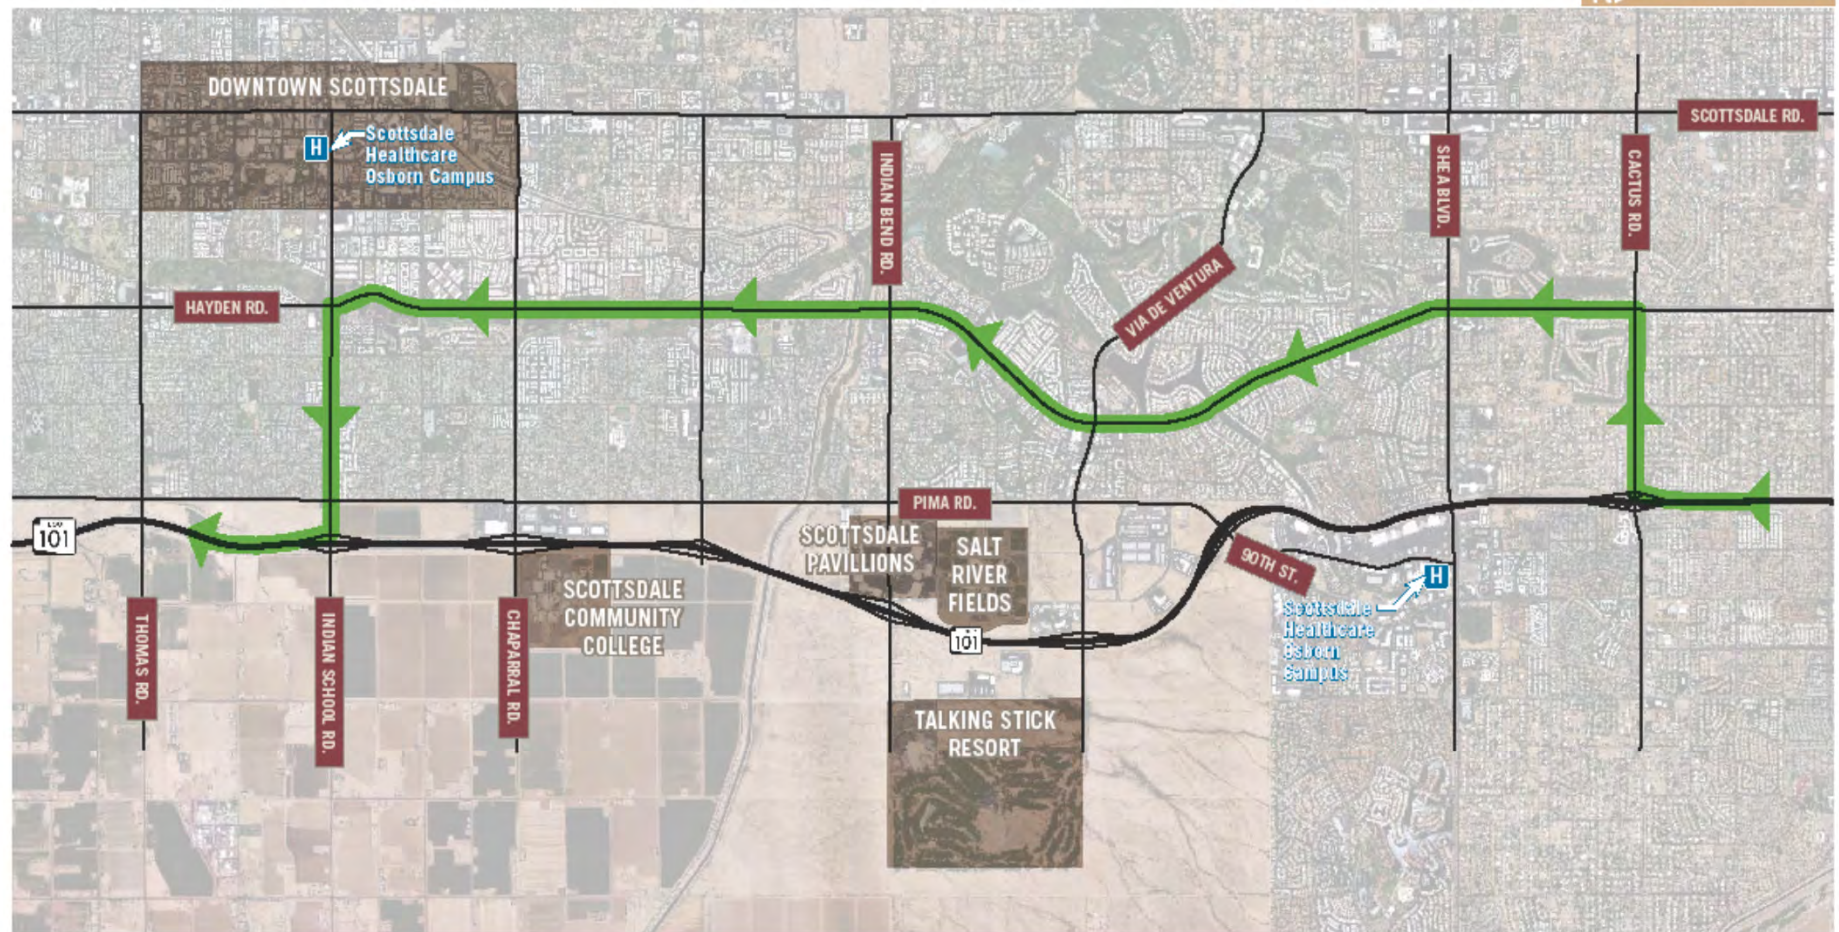 DOWNTOWN SCOTTSDALE
Scottsdale
Healthcare
Osborn Campus
H
SCOTTSDALE RD.
INDIAN BEND RD.
SHEA BLVD.
CACTUS RD.
VIA DE VENTURA
HAYDEN RD.
PIMA RD.
101
SCOTTSDALE
PAVILLIONS
SALT
RIVER
FIELDS
90TH ST.
H
Scottsdale
Healthcare
Osborn
Campus
SCOTTSDALE
COMMUNITY
COLLEGE
101
THOMAS RD.
INDIAN SCHOOL RD.
CHAPARRAL RD.
TALKING STICK
RESORT